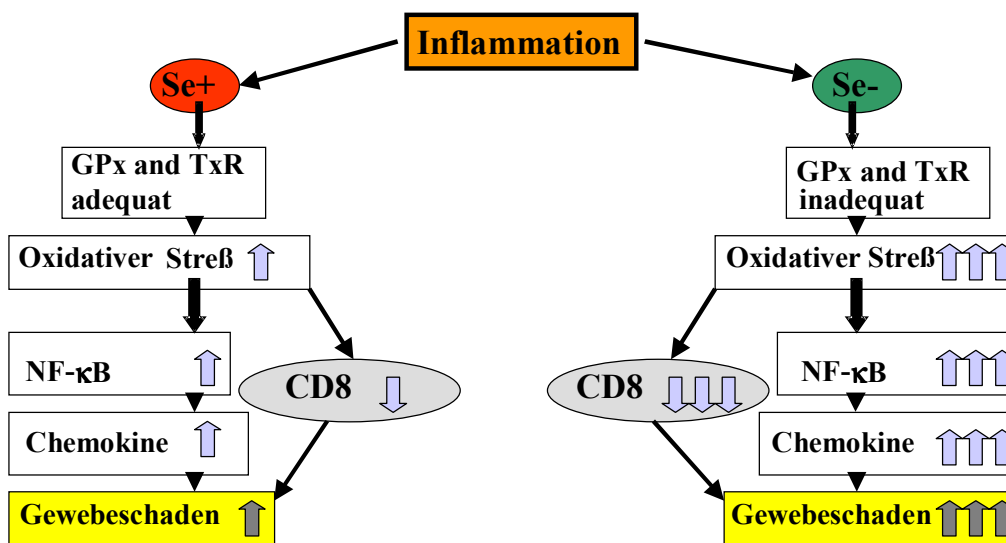 Inflammation
Se+
GPx and TxR
adequat
Oxidativer Streß
NF-κB
CD8
Chemokine
Gewebeschaden
Se-
GPx and TxR
inadequat
Oxidativer Streß
CD8
NF-κB
Chemokine
Gewebeschaden